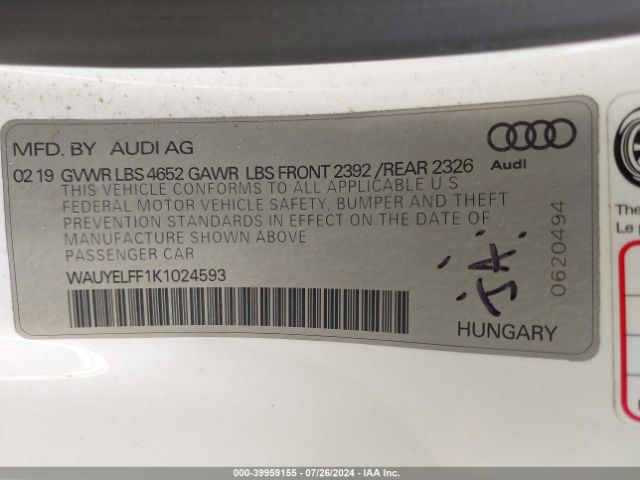 MFD. BY AUDI AG
Audi
02 19 GVWR LBS 4652 GAWR LBS FRONT 2392 /REAR 2326
THIS VEHICLE CONFORMS TO ALL APPLICABLE U.S.
FEDERAL MOTOR VEHICLE SAFETY, BUMPER AND THEFT
PREVENTION STANDARDS IN EFFECT ON THE DATE OF
MANUFACTURE SHOWN ABOVE
PASSENGER CAR
WAUYELFF1K1024593
0620494
HUNGARY
The
Le p
000-39959155 - 07/26/2024 - IAA Inc.